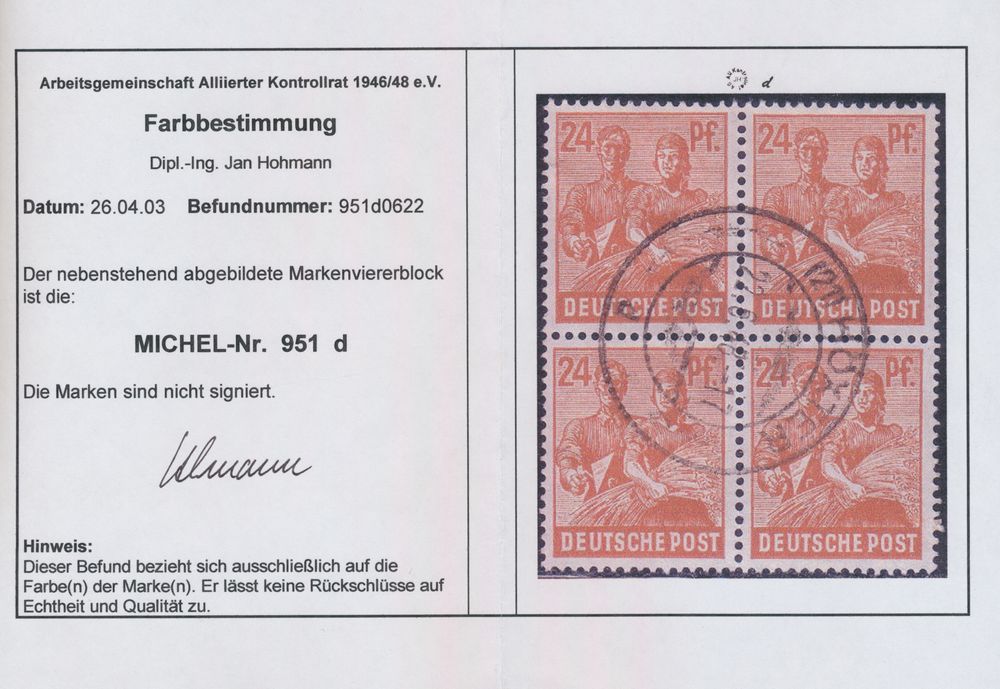 Arbeitsgemeinschaft Alliierter Kontrollrat 1946/48 e.V.
Farbbestimmung
Dipl.-Ing. Jan Hohmann
Datum: 26.04.03 Befundnummer: 951d0622
Der nebenstehend abgebildete Markenviererblock
ist die:
MICHEL-Nr. 951 d
Die Marken sind nicht signiert.
Hinweis:
Dieser Befund bezieht sich ausschließlich auf die
Farbe(n) der Marke(n). Er lässt keine Rückschlüsse auf
Echtheit und Qualität zu.
d
24 Pf.
DEUTSCHE POST
24 Pf.
DEUTSCHE POST
24 Pf.
DEUTSCHE POST
24 Pf.
DEUTSCHE POST
(21) HÖXTER